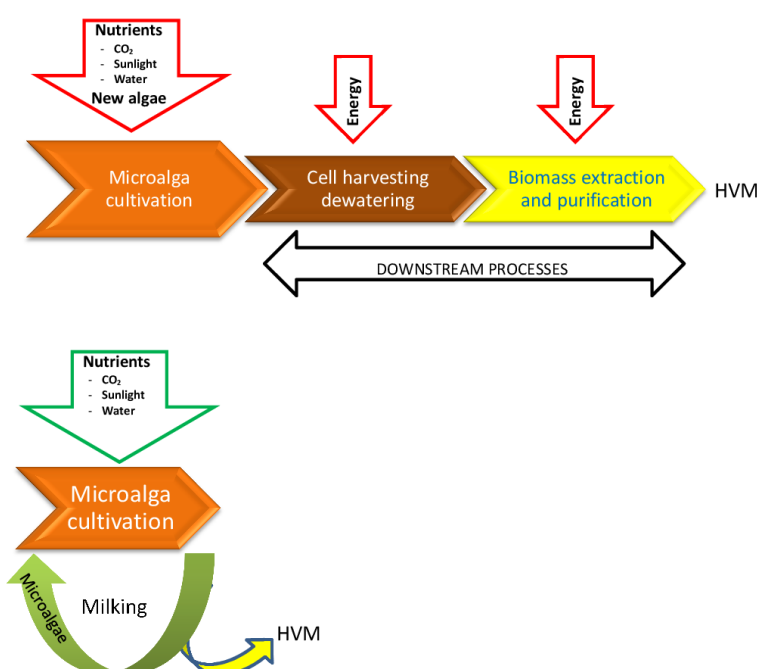 Nutrients
- CO₂
- Sunlight
- Water
New algae
Energy
Energy
Microalga
cultivation
Cell harvesting
dewatering
Biomass extraction
and purification
HVM
DOWNSTREAM PROCESSES
Nutrients
- CO₂
- Sunlight
- Water
Microalga
cultivation
Microalgae
Milking
HVM